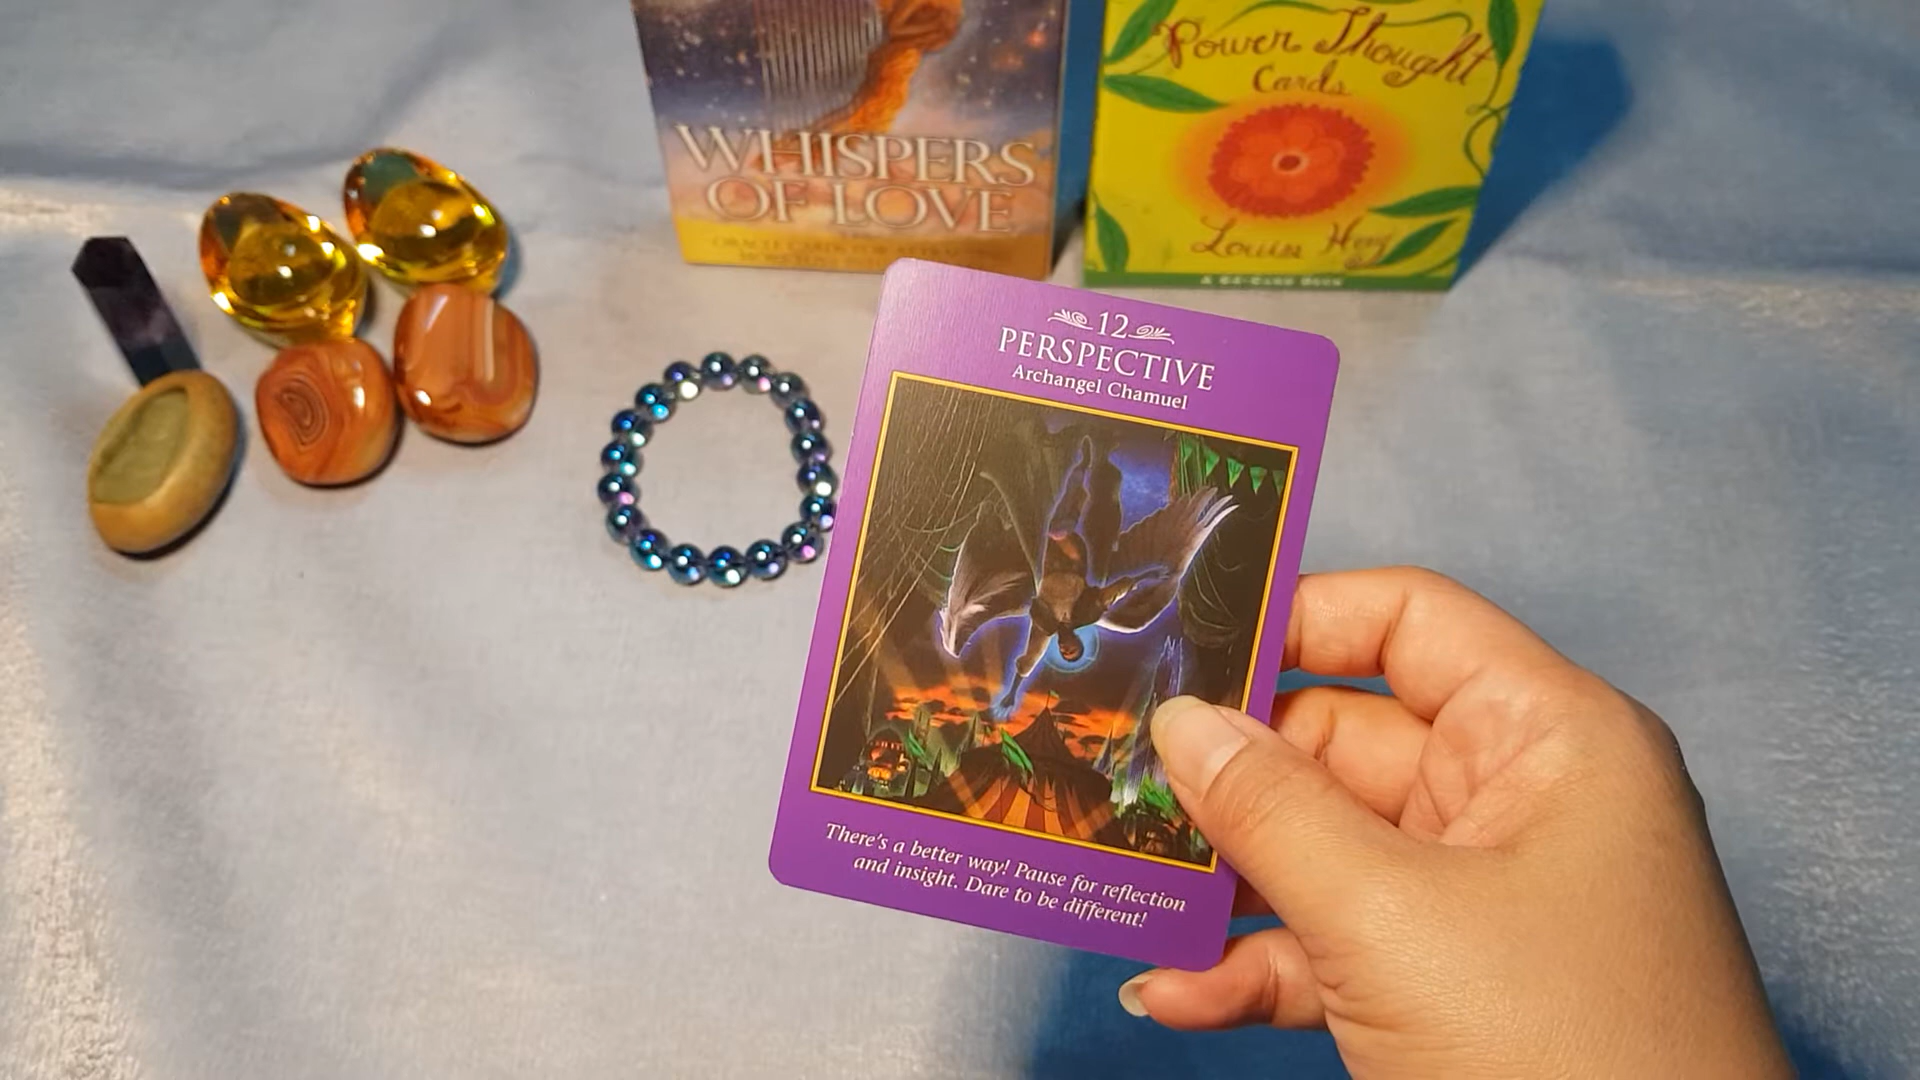 WHISPERS
OF LOVE
Power Thought
Cards
Louise Hay
A 64-CARD DECK
12
PERSPECTIVE
Archangel Chamuel
There's a better way! Pause for reflection
and insight. Dare to be different!